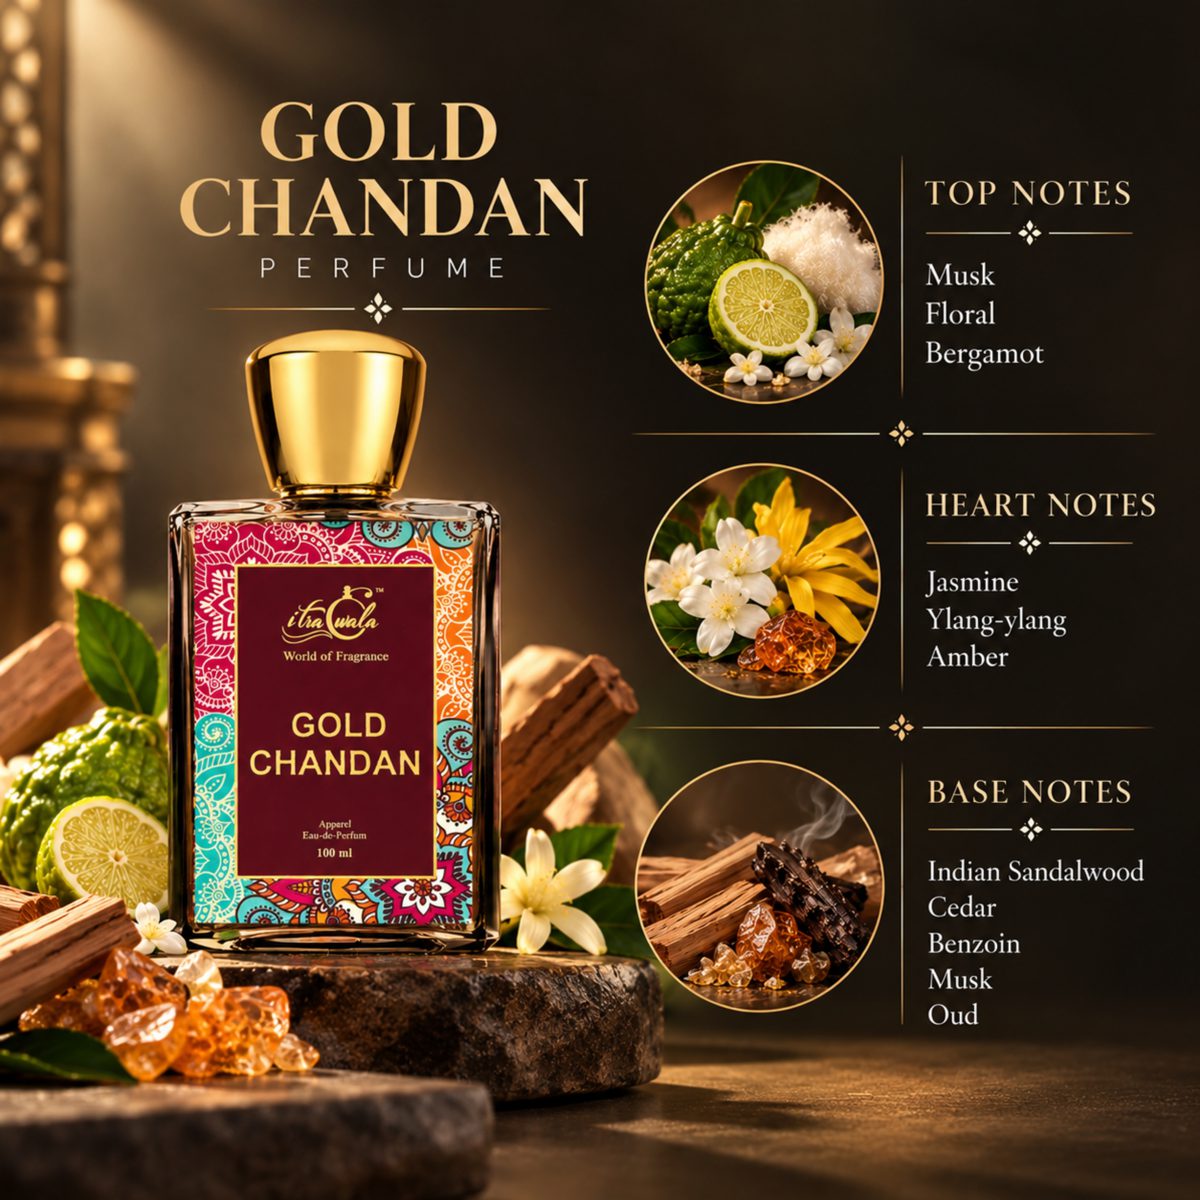 GOLD
CHANDAN
PERFUME
itraWala™
World of Fragrance
GOLD
CHANDAN
Apparel
Eau-de-Perfum
100 ml
TOP NOTES
Musk
Floral
Bergamot
HEART NOTES
Jasmine
Ylang-ylang
Amber
BASE NOTES
Indian Sandalwood
Cedar
Benzoin
Musk
Oud